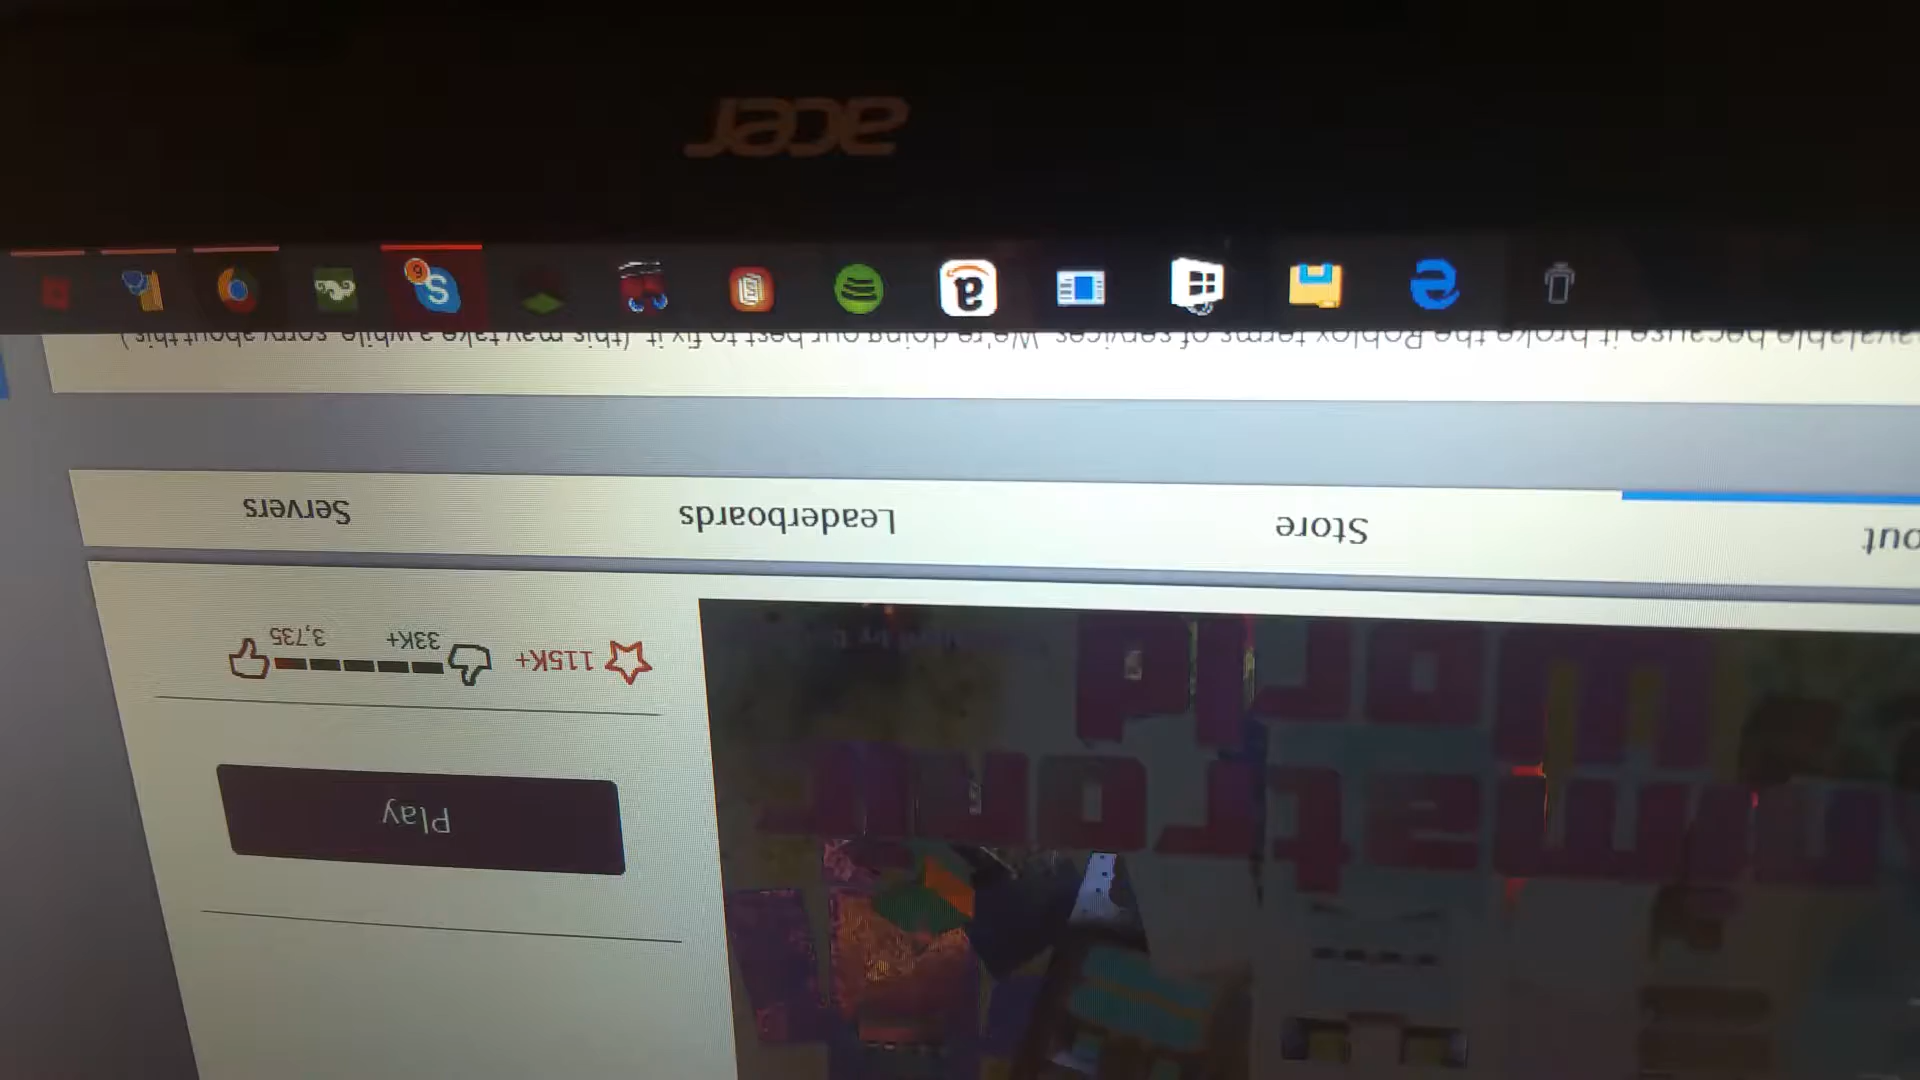 World
Play
115K+ 33K+ 3,735
out Store Leaderboards Servers
because it broke the Roblox terms of services. We're doing our best to fix it. (this may take a while, sorry about this.)
acer